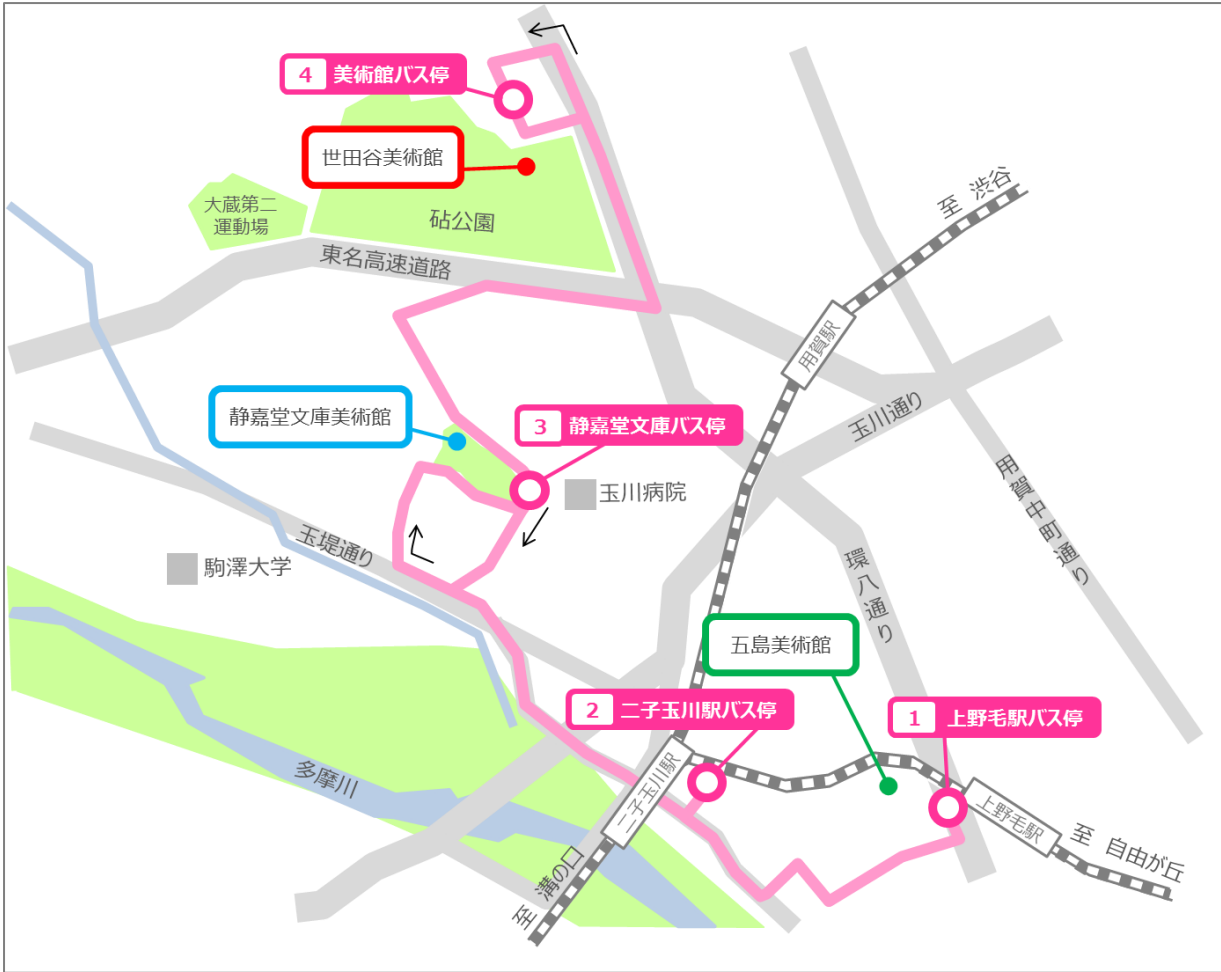 4 美術館バス停
世田谷美術館
大蔵第二
運動場
砧公園
東名高速道路
至 渋谷
用賀駅
静嘉堂文庫美術館
3 静嘉堂文庫バス停
玉川通り
玉川病院
用賀中町通り
玉堤通り
駒澤大学
環八通り
五島美術館
2 二子玉川駅バス停
1 上野毛駅バス停
多摩川
二子玉川駅
上野毛駅
至 自由が丘
至 溝の口